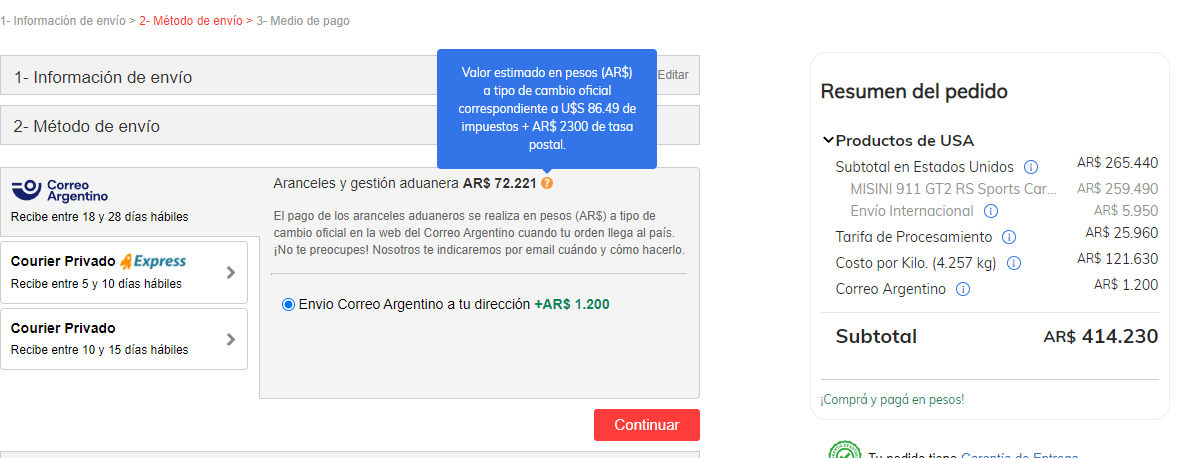 1- Información de envío > 2- Método de envío > 3- Medio de pago
1- Información de envío
Editar
2- Método de envío
Valor estimado en pesos (AR$)
a tipo de cambio oficial
correspondiente a U$S 86.49 de
impuestos + AR$ 2300 de tasa
postal.
Correo
Argentino
Recibe entre 18 y 28 días hábiles
Courier Privado Express
Recibe entre 5 y 10 días hábiles
Courier Privado
Recibe entre 10 y 15 días hábiles
Aranceles y gestión aduanera AR$ 72.221 ?
El pago de los aranceles aduaneros se realiza en pesos (AR$) a tipo de
cambio oficial en la web del Correo Argentino cuando tu orden llega al país.
¡No te preocupes! Nosotros te indicaremos por email cuándo y cómo hacerlo.
Envio Correo Argentino a tu dirección +AR$ 1.200
Continuar
Resumen del pedido
Productos de USA
Subtotal en Estados Unidos i AR$ 265.440
MISINI 911 GT2 RS Sports Car... AR$ 259.490
Envío Internacional i AR$ 5.950
Tarifa de Procesamiento i AR$ 25.960
Costo por Kilo. (4.257 kg) i AR$ 121.630
Correo Argentino i AR$ 1.200
Subtotal AR$ 414.230
¡Comprá y pagá en pesos!
Tu pedido tiene Garantía de Entrega